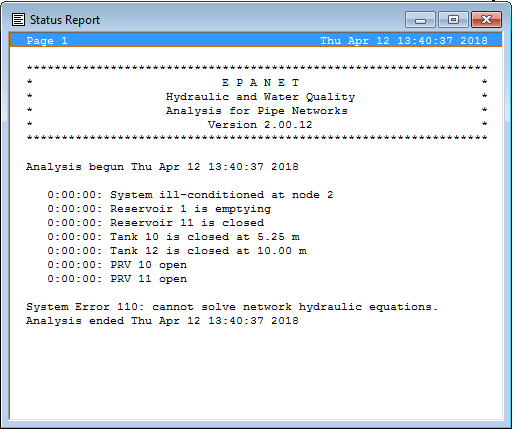 Status Report
Page 1 Thu Apr 12 13:40:37 2018
******************************************************************
* E P A N E T *
* Hydraulic and Water Quality *
* Analysis for Pipe Networks *
* Version 2.00.12 *
******************************************************************
Analysis begun Thu Apr 12 13:40:37 2018
0:00:00: System ill-conditioned at node 2
0:00:00: Reservoir 1 is emptying
0:00:00: Reservoir 11 is closed
0:00:00: Tank 10 is closed at 5.25 m
0:00:00: Tank 12 is closed at 10.00 m
0:00:00: PRV 10 open
0:00:00: PRV 11 open
System Error 110: cannot solve network hydraulic equations.
Analysis ended Thu Apr 12 13:40:37 2018